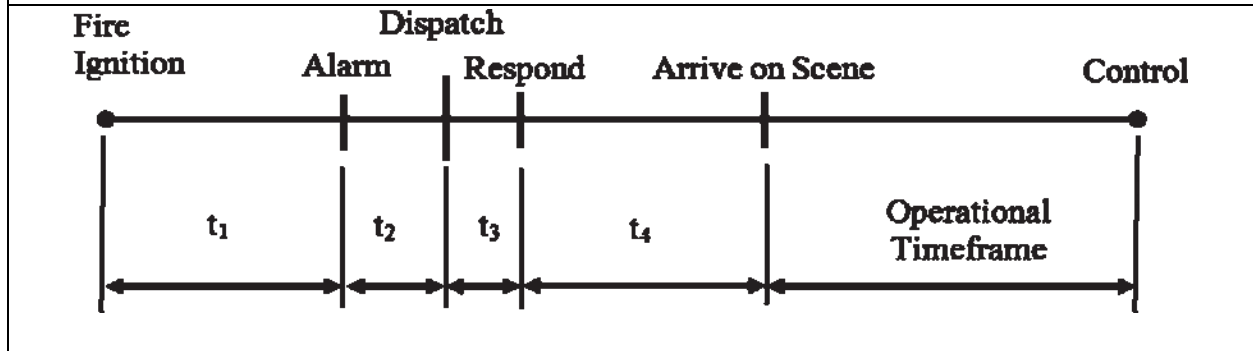 Fire
Ignition
Alarm
Dispatch
Respond
Arrive on Scene
Control
t₁
t₂
t₃
t₄
Operational
Timeframe